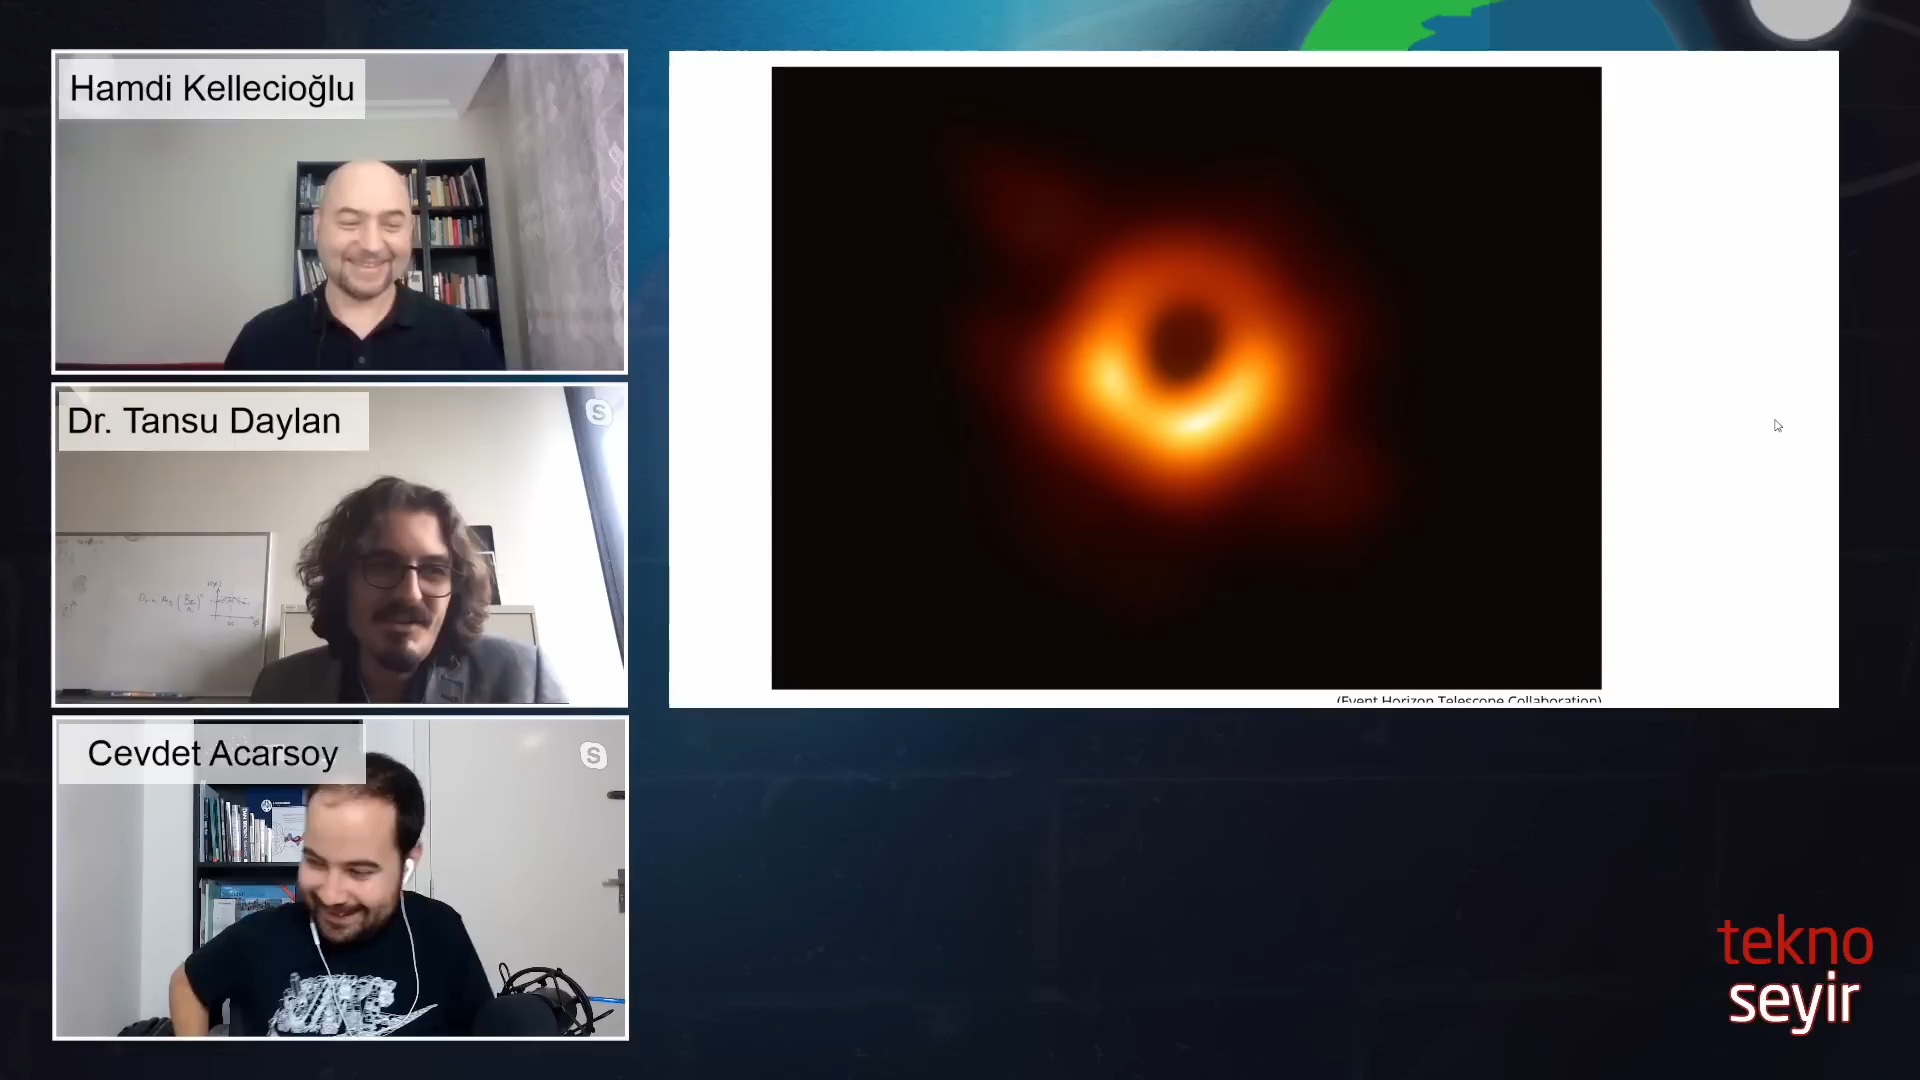 Hamdi Kellecioğlu
Dr. Tansu Daylan
Cevdet Acarsoy
(Event Horizon Telescope Collaboration)
tekno
seyir